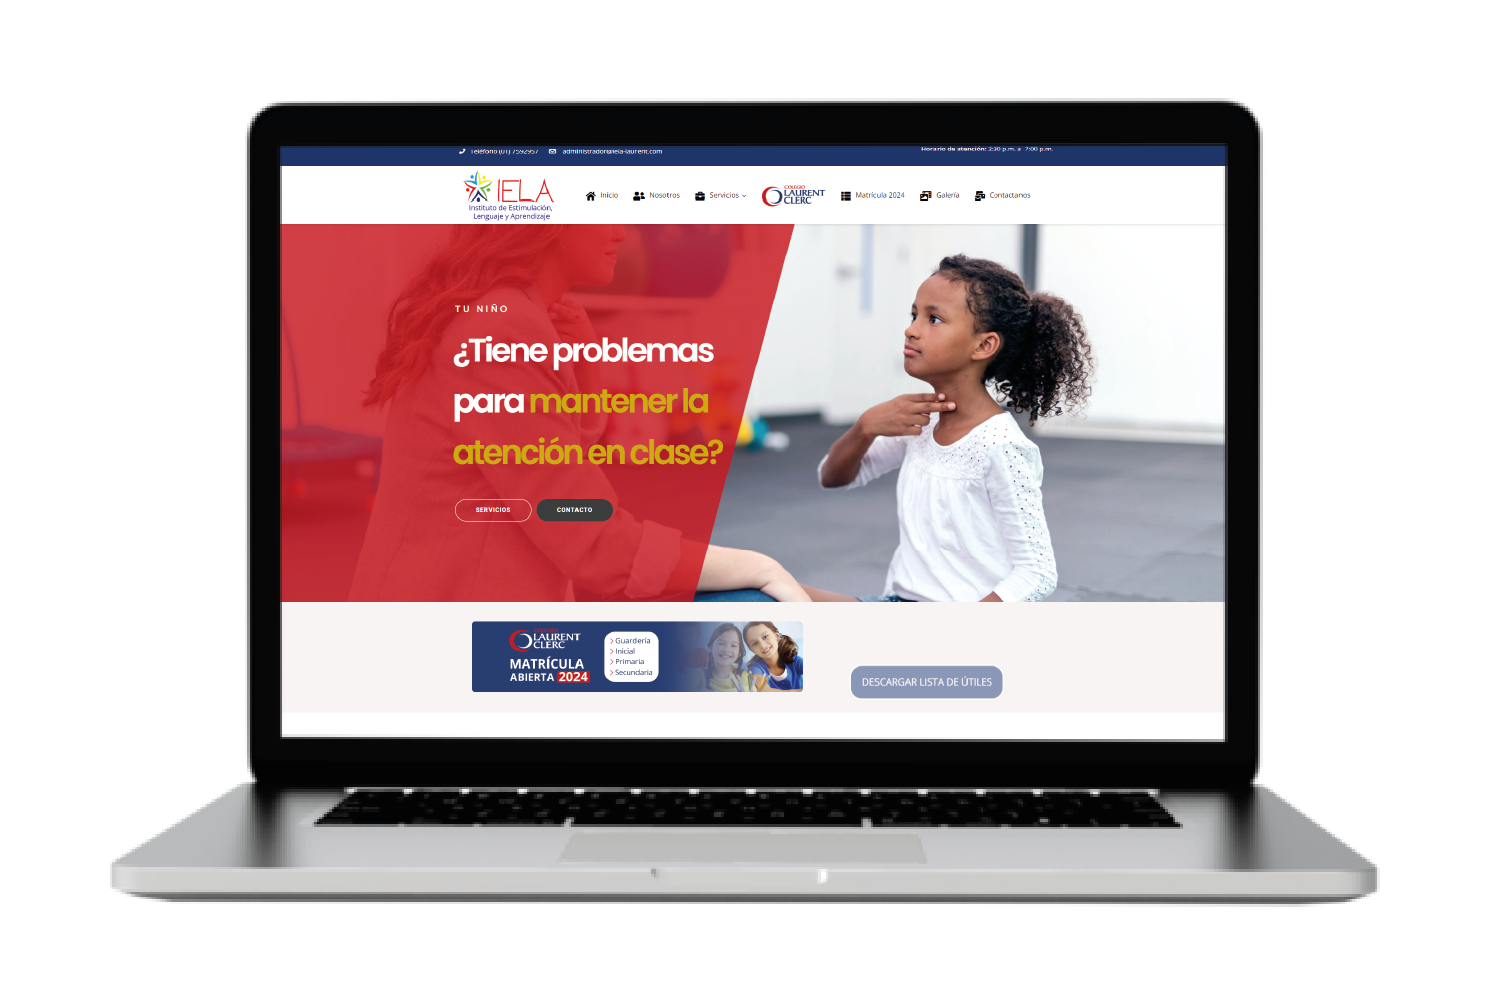 Teléfono (01) 7592957 administrador@iela-laurent.com Horario de atención: 2:30 p.m. a 7:00 p.m.
IELA
Instituto de Estimulación,
Lenguaje y Aprendizaje
Inicio Nosotros Servicios COLEGIO LAURENT CLERC Matrícula 2024 Galería Contactanos
TU NIÑO
¿Tiene problemas
para mantener la
atención en clase?
SERVICIOS CONTACTO
LAURENT
CLERC
MATRÍCULA
ABIERTA 2024
Guardería
Inicial
Primaria
Secundaria
DESCARGAR LISTA DE ÚTILES